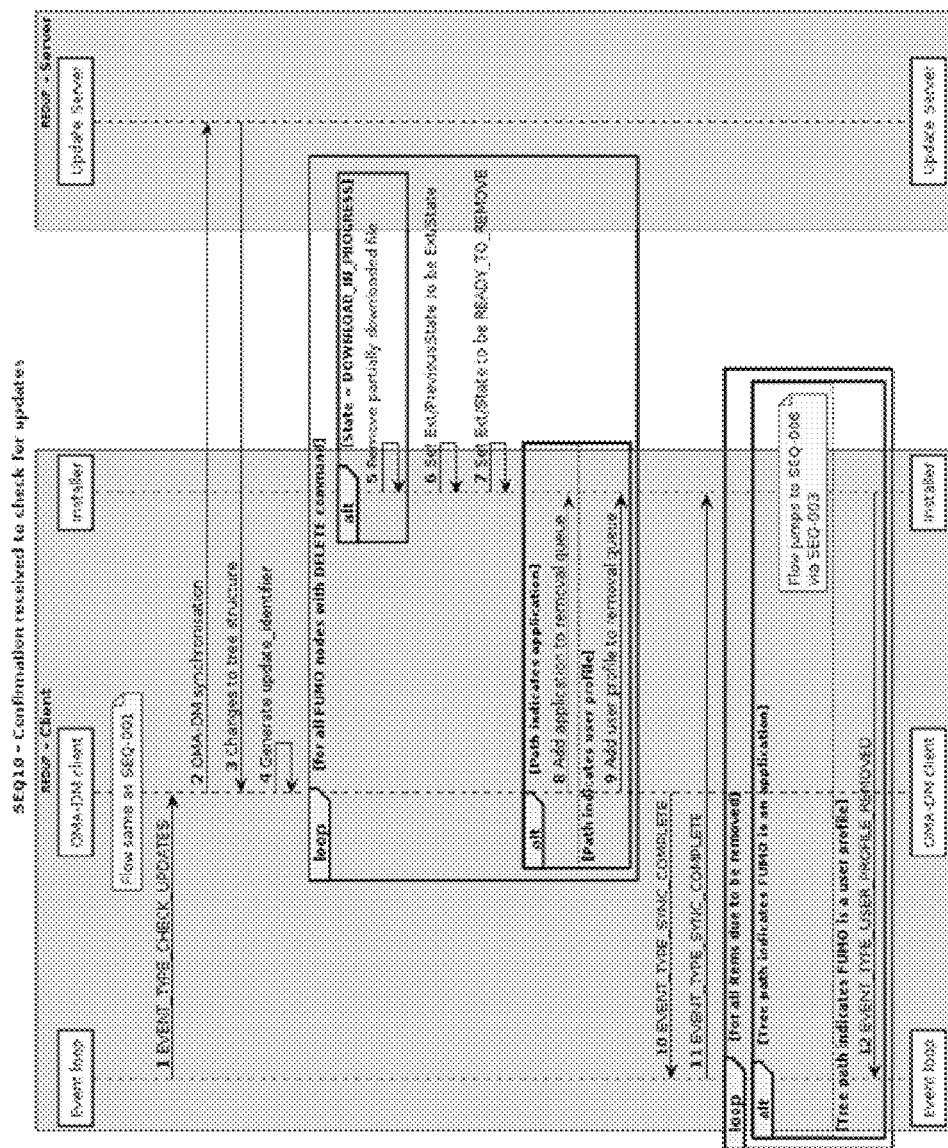 SEQ10 - Confirmation received to check for updates
REDUP - Client
REDUP - Server
Event loop
OMA-DM client
Installer
Update Server
Flow same as SEQ-001
1 EVENT_TYPE_CHECK_UPDATES
2 OMA-DM synchronisation
3 Changes to tree structure
4 Generate update_identifier
loop
[for all FUMO nodes with DELETE command]
alt
[State = DOWNLOAD_IN_PROGRESS]
5 Remove partially downloaded file
6 Set Ext/PreviousState to be Ext/State
7 Set Ext/State to be READY_TO_REMOVE
alt
[Path indicates application]
8 Add application to removal queue
[Path indicates user profile]
9 Add user profile to removal queue
10 EVENT_TYPE_SYNC_COMPLETE
11 EVENT_TYPE_SYNC_COMPLETE
loop
[for all items due to be removed]
alt
[Tree path indicates FUMO is an application]
Flow jumps to SEQ-006
via SEQ-003
[Tree path indicates FUMO is a user profile]
12 EVENT_TYPE_USER_PROFILE_REMOVED
Event loop
OMA-DM client
Installer
Update Server